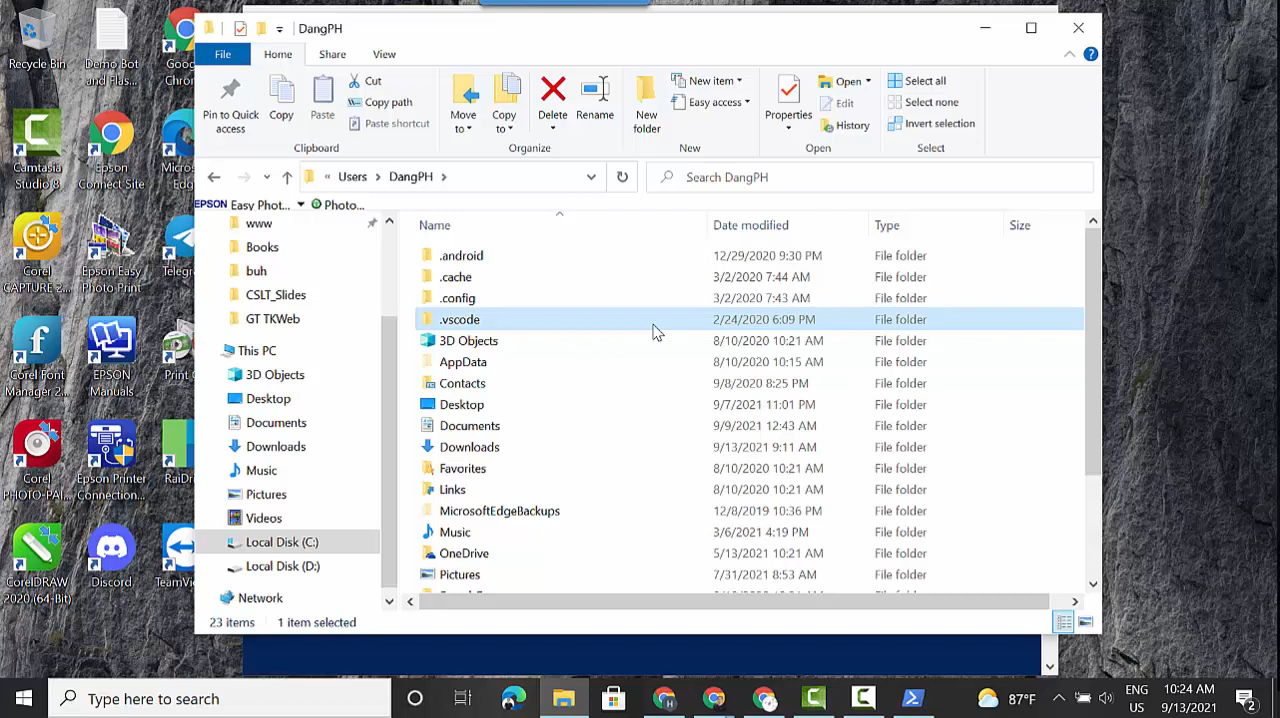 DangPH
File
Home
Share
View
Pin to Quick
access
Copy
Paste
Cut
Copy path
Paste shortcut
Clipboard
Move
to
Copy
to
Delete
Rename
Organize
New
folder
New item
Easy access
New
Properties
Open
Edit
History
Open
Select all
Select none
Invert selection
Select
« Users > DangPH >
Search DangPH
EPSON Easy Phot... Photo...
www
Books
buh
CSLT_Slides
GT TKWeb
This PC
3D Objects
Desktop
Documents
Downloads
Music
Pictures
Videos
Local Disk (C:)
Local Disk (D:)
Network
Name Date modified Type Size
.android 12/29/2020 9:30 PM File folder
.cache 3/2/2020 7:44 AM File folder
.config 3/2/2020 7:43 AM File folder
.vscode 2/24/2020 6:09 PM File folder
3D Objects 8/10/2020 10:21 AM File folder
AppData 8/10/2020 10:15 AM File folder
Contacts 9/8/2020 8:25 PM File folder
Desktop 9/7/2021 11:01 PM File folder
Documents 9/9/2021 12:43 AM File folder
Downloads 9/13/2021 9:11 AM File folder
Favorites 8/10/2020 10:21 AM File folder
Links 8/10/2020 10:21 AM File folder
MicrosoftEdgeBackups 12/8/2019 10:36 PM File folder
Music 3/6/2021 4:19 PM File folder
OneDrive 5/13/2021 10:21 AM File folder
Pictures 7/31/2021 8:53 AM File folder
23 items 1 item selected
Recycle Bin
Demo Bot
and Flas...
Goo
Chro
Camtasia
Studio 8
Epson
Connect Site
Micros
Edg
Corel
CAPTURE 2...
Epson Easy
Photo Print
Telegr
Corel Font
Manager 2...
EPSON
Manuals
Print C
Corel
PHOTO-PAI...
Epson Printer
Connection...
RaiDr
CorelDRAW
2020 (64-Bit)
Discord
TeamVi
Type here to search
87°F
ENG
US
10:24 AM
9/13/2021
2